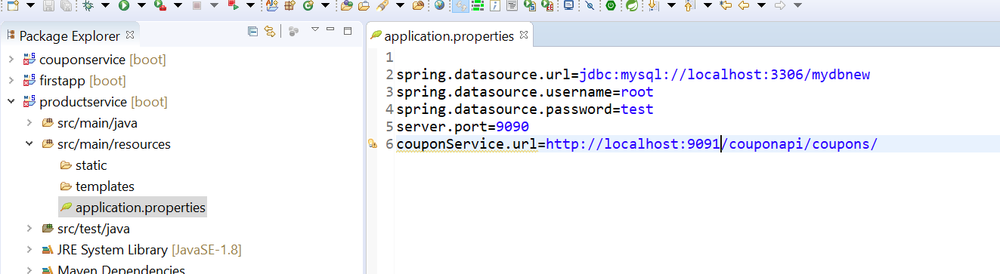 Package Explorer
couponservice [boot]
firstapp [boot]
productservice [boot]
src/main/java
src/main/resources
static
templates
application.properties
src/test/java
JRE System Library [JavaSE-1.8]
Maven Dependencies
application.properties
1
2 spring.datasource.url=jdbc:mysql://localhost:3306/mydbnew
3 spring.datasource.username=root
4 spring.datasource.password=test
5 server.port=9090
6 couponService.url=http://localhost:9091/couponapi/coupons/